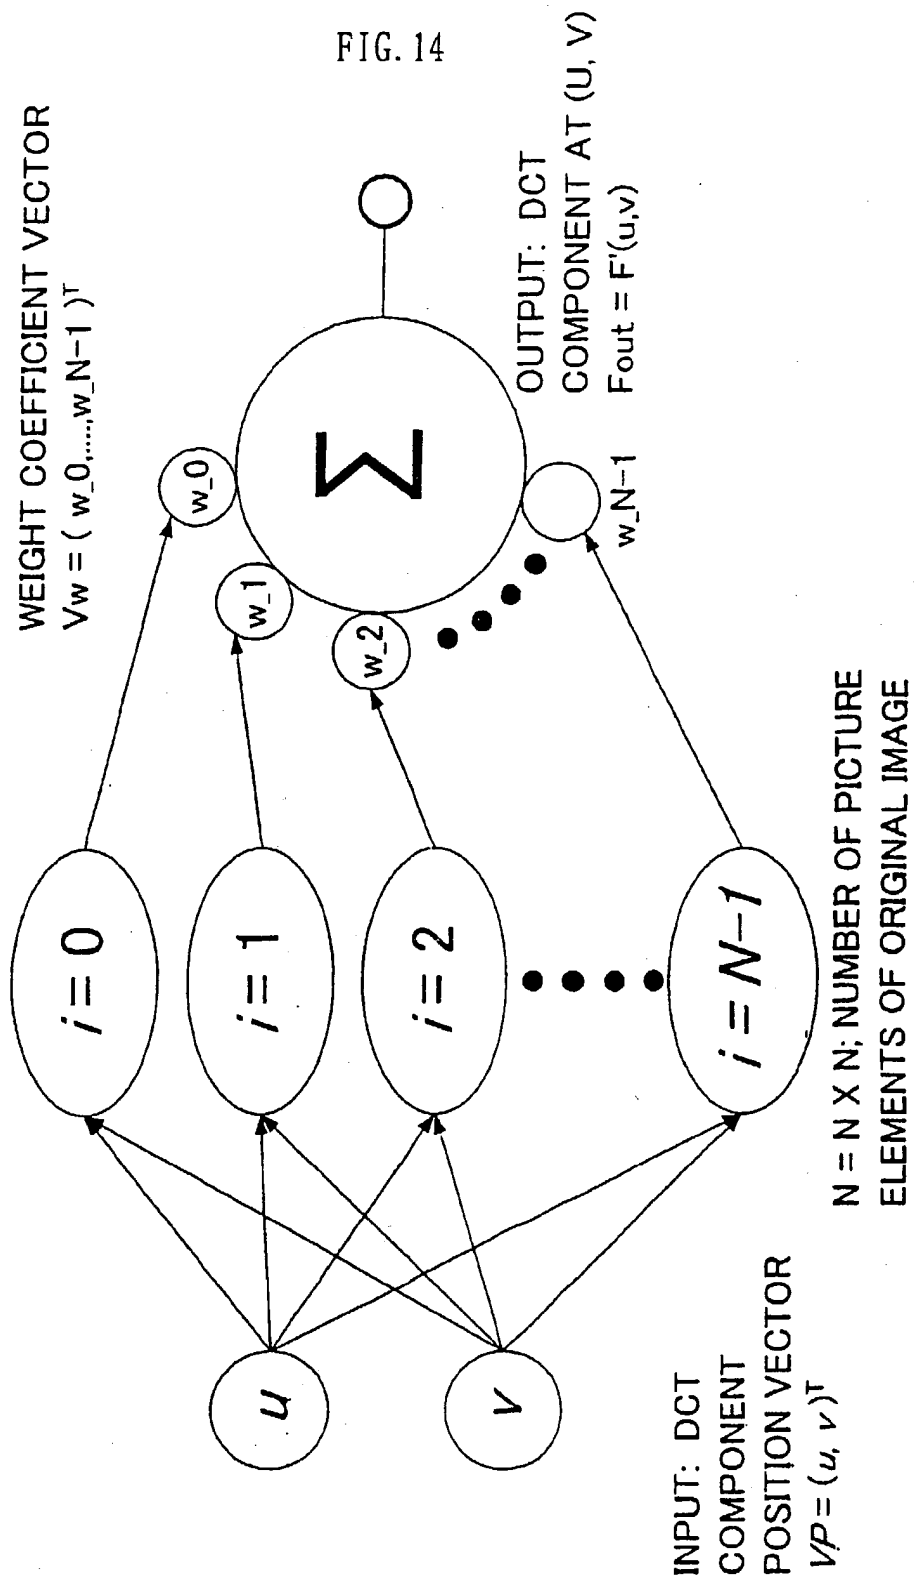 FIG. 14
WEIGHT COEFFICIENT VECTOR
Vw = ( w_0,....,w_N-1 )ᵀ
i = 0
i = 1
i = 2
i = N-1
u
v
w_0
w_1
w_2
w_N-1
Σ
OUTPUT: DCT
COMPONENT AT (U, V)
Fout = F'(u,v)
INPUT: DCT
COMPONENT
POSITION VECTOR
VP = (u, v)ᵀ
N = N X N; NUMBER OF PICTURE
ELEMENTS OF ORIGINAL IMAGE